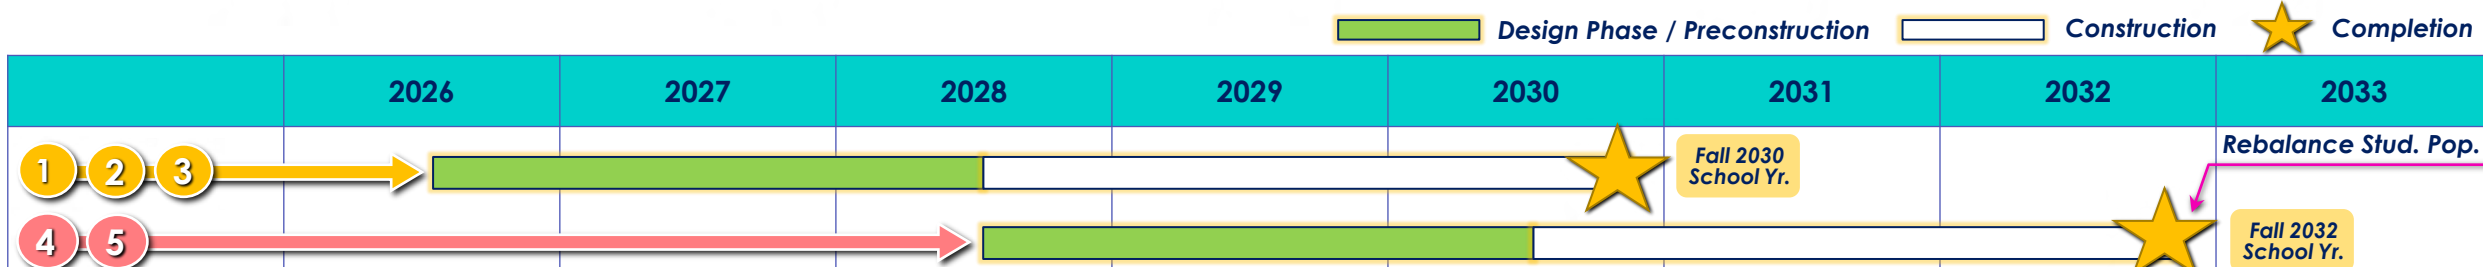 Design Phase / Preconstruction Construction Completion
2026 2027 2028 2029 2030 2031 2032 2033
Rebalance Stud. Pop.
1 2 3
Fall 2030
School Yr.
4 5
Fall 2032
School Yr.